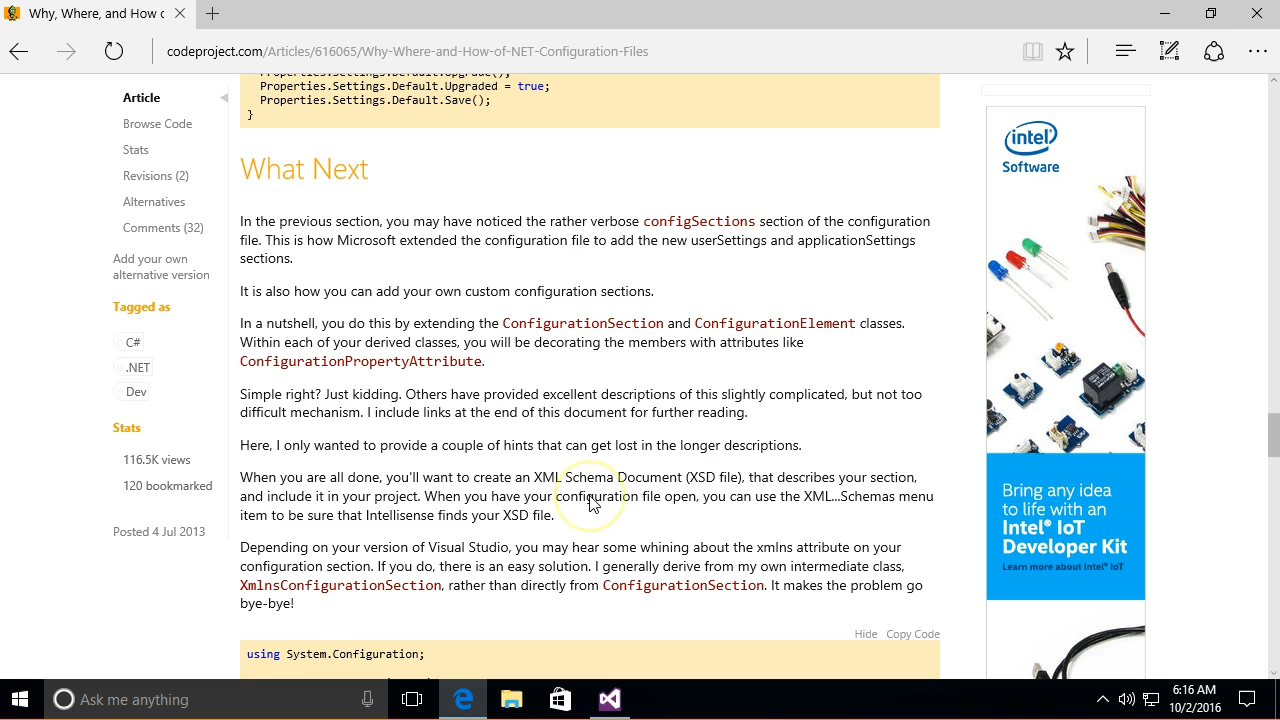 Why, Where, and How o
codeproject.com/Articles/616065/Why-Where-and-How-of-NET-Configuration-Files
Article
Browse Code
Stats
Revisions (2)
Alternatives
Comments (32)
Add your own
alternative version
Tagged as
C#
.NET
Dev
Stats
116.5K views
120 bookmarked
Posted 4 Jul 2013
Properties.Settings.Default.Upgrade();
Properties.Settings.Default.Upgraded = true;
Properties.Settings.Default.Save();
}
What Next
In the previous section, you may have noticed the rather verbose configSections section of the configuration
file. This is how Microsoft extended the configuration file to add the new userSettings and applicationSettings
sections.
It is also how you can add your own custom configuration sections.
In a nutshell, you do this by extending the ConfigurationSection and ConfigurationElement classes.
Within each of your derived classes, you will be decorating the members with attributes like
ConfigurationPropertyAttribute.
Simple right? Just kidding. Others have provided excellent descriptions of this slightly complicated, but not too
difficult mechanism. I include links at the end of this document for further reading.
Here, I only wanted to provide a couple of hints that can get lost in the longer descriptions.
When you are all done, you'll want to create an XML Schema Document (XSD file), that describes your section,
and include it in your project. When you have your configuration file open, you can use the XML...Schemas menu
item to be sure that Intellisense finds your XSD file.
Depending on your version of Visual Studio, you may hear some whining about the xmlns attribute on your
configuration section. If you do, there is an easy solution. I generally derive from my own intermediate class,
XmlnsConfigurationSection, rather than directly from ConfigurationSection. It makes the problem go
bye-bye!
Hide Copy Code
using System.Configuration;
intel
Software
Bring any idea
to life with an
Intel® IoT
Developer Kit
Learn more about Intel® IoT
Ask me anything
6:16 AM
10/2/2016